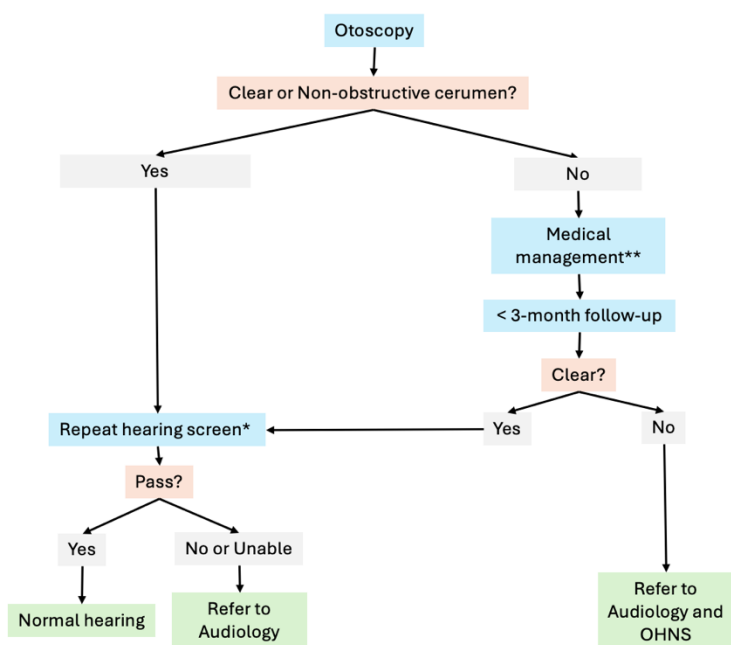 Otoscopy
Clear or Non-obstructive cerumen?
Yes
No
Medical
management**
< 3-month follow-up
Clear?
Yes
No
Repeat hearing screen*
Pass?
Yes
No or Unable
Normal hearing
Refer to
Audiology
Refer to
Audiology and
OHNS